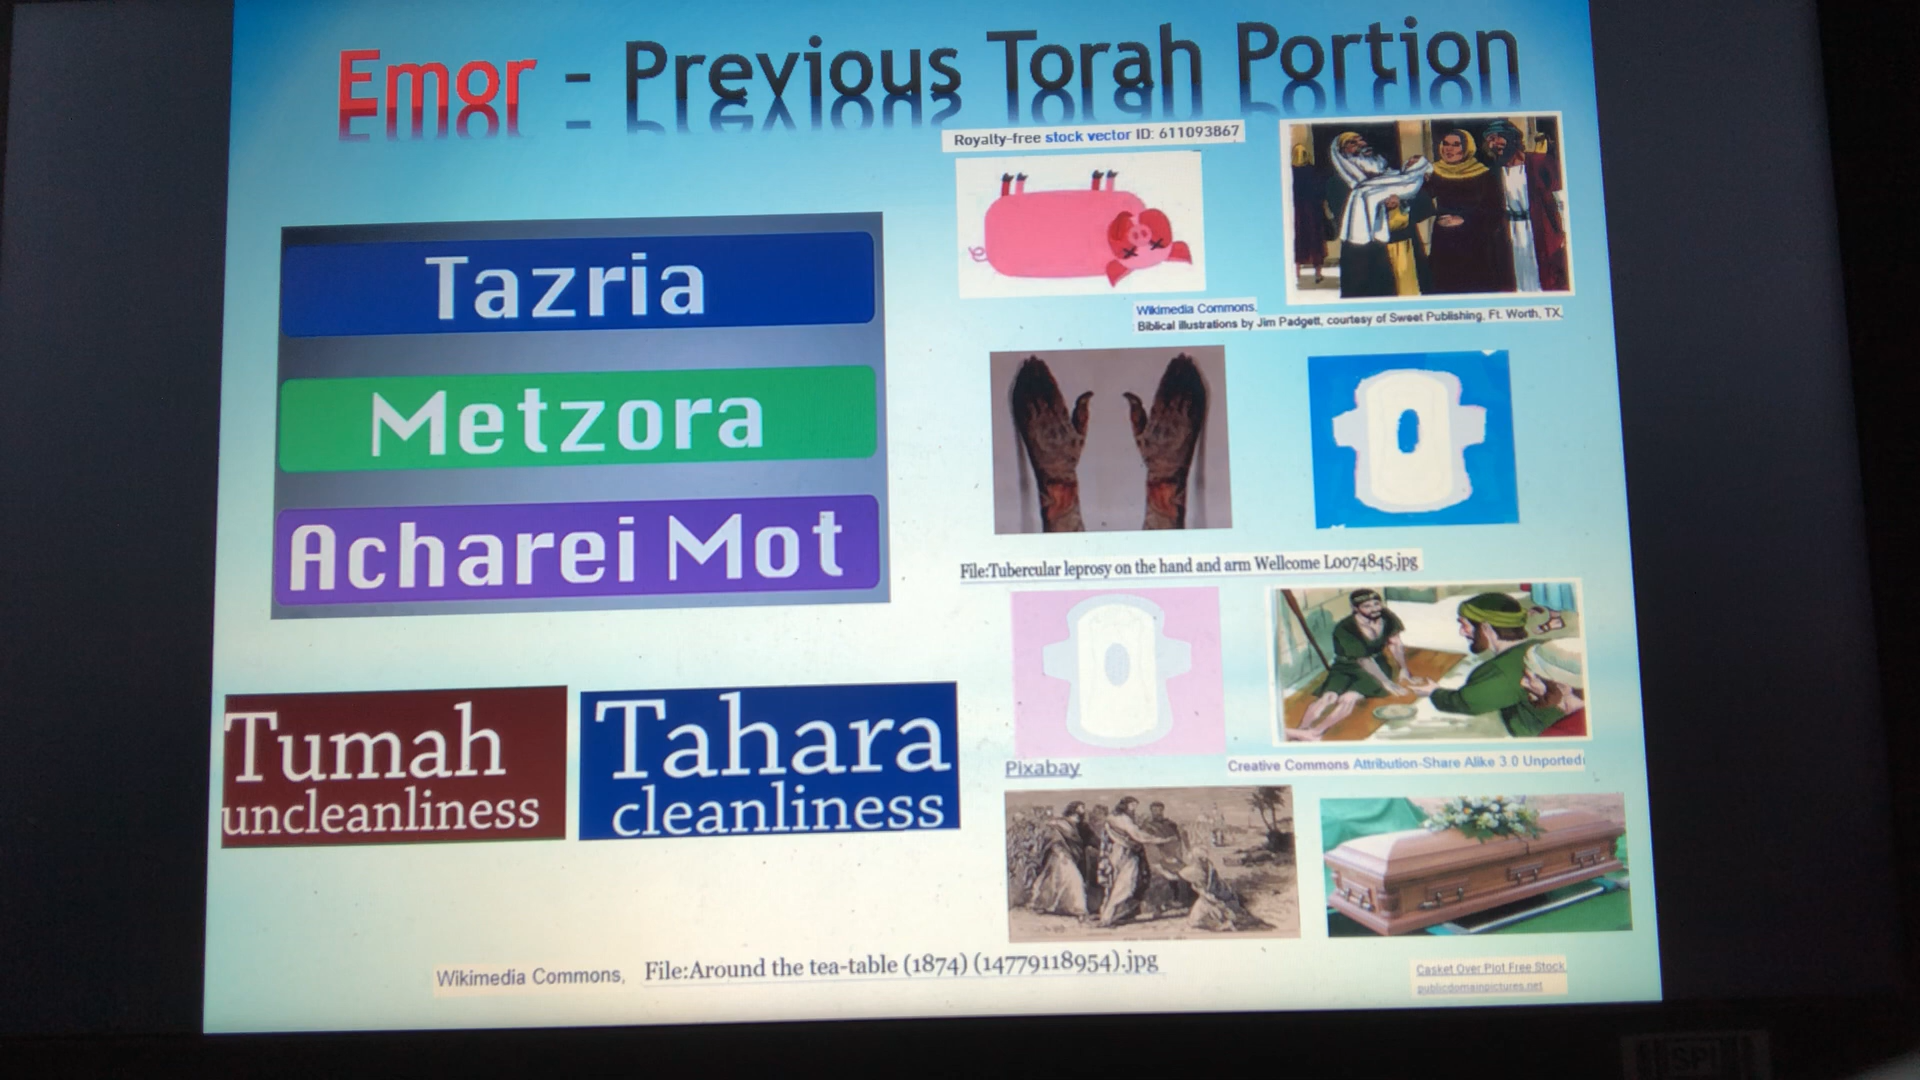 Emor - Previous Torah Portion
Royalty-free stock vector ID: 611093867
Tazria
Metzora
Acharei Mot
Wikimedia Commons.
Biblical illustrations by Jim Padgett, courtesy of Sweet Publishing, Ft. Worth, TX,
File:Tubercular leprosy on the hand and arm Wellcome L0074845.jpg
Tumah
uncleanliness
Tahara
cleanliness
Pixabay
Creative Commons Attribution-Share Alike 3.0 Unported
Wikimedia Commons, File:Around the tea-table (1874) (14779118954).jpg
Casket Over Plot Free Stock
publicdomainpictures.net
SPI